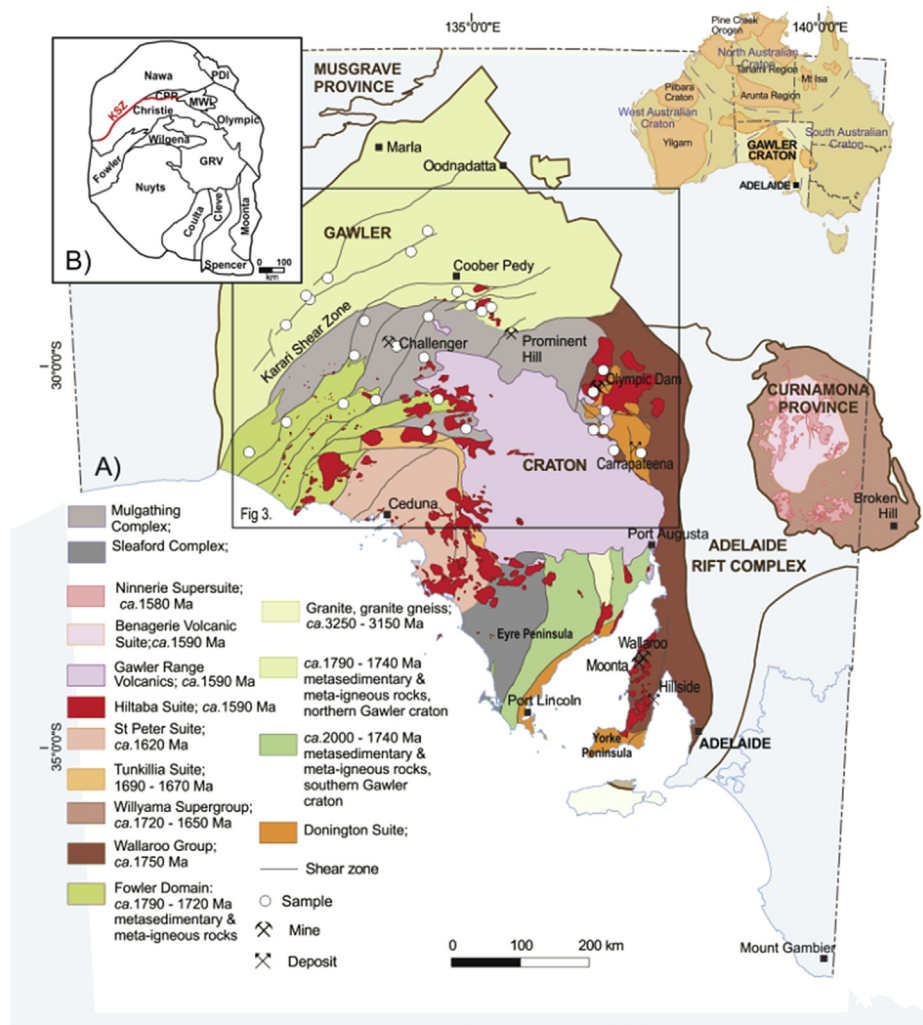 135°0'0"E
140°0'0"E
Pine Creek
Orogen
North Australian
Craton
Tanami Region
Mt Isa
Pilbara
Craton
Arunta Region
West Australian
Craton
Yilgarn
South Australian
Craton
GAWLER
CRATON
ADELAIDE
Nawa
PDI
CPR
MWL
KSZ
Christie
Olympic
Wilgena
Fowler
GRV
Nuyts
Coulta
Cleve
Moonta
Spencer
0 100
km
B)
MUSGRAVE
PROVINCE
Marla
Oodnadatta
GAWLER
Coober Pedy
Karari Shear Zone
Challenger
Prominent
Hill
30°0'0"S
Olympic Dam
CURNAMONA
PROVINCE
A)
CRATON
Carrapateena
Broken
Hill
Ceduna
Fig 3.
Port Augusta
ADELAIDE
RIFT COMPLEX
Eyre Peninsula
Wallaroo
Moonta
Hillside
Port Lincoln
35°0'0"S
Yorke
Peninsula
ADELAIDE
Mount Gambier
Mulgathing
Complex;
Sleaford Complex;
Ninnerie Supersuite;
ca.1580 Ma
Benagerie Volcanic
Suite;ca.1590 Ma
Gawler Range
Volcanics; ca.1590 Ma
Hiltaba Suite; ca.1590 Ma
St Peter Suite;
ca.1620 Ma
Tunkillia Suite;
1690 - 1670 Ma
Willyama Supergroup;
ca.1720 - 1650 Ma
Wallaroo Group;
ca.1750 Ma
Fowler Domain:
ca.1790 - 1720 Ma
metasedimentary &
meta-igneous rocks
Granite, granite gneiss;
ca.3250 - 3150 Ma
ca.1790 - 1740 Ma
metasedimentary &
meta-igneous rocks,
northern Gawler craton
ca.2000 - 1740 Ma
metasedimentary &
meta-igneous rocks,
southern Gawler
craton
Donington Suite;
Shear zone
Sample
Mine
Deposit
0 100 200 km